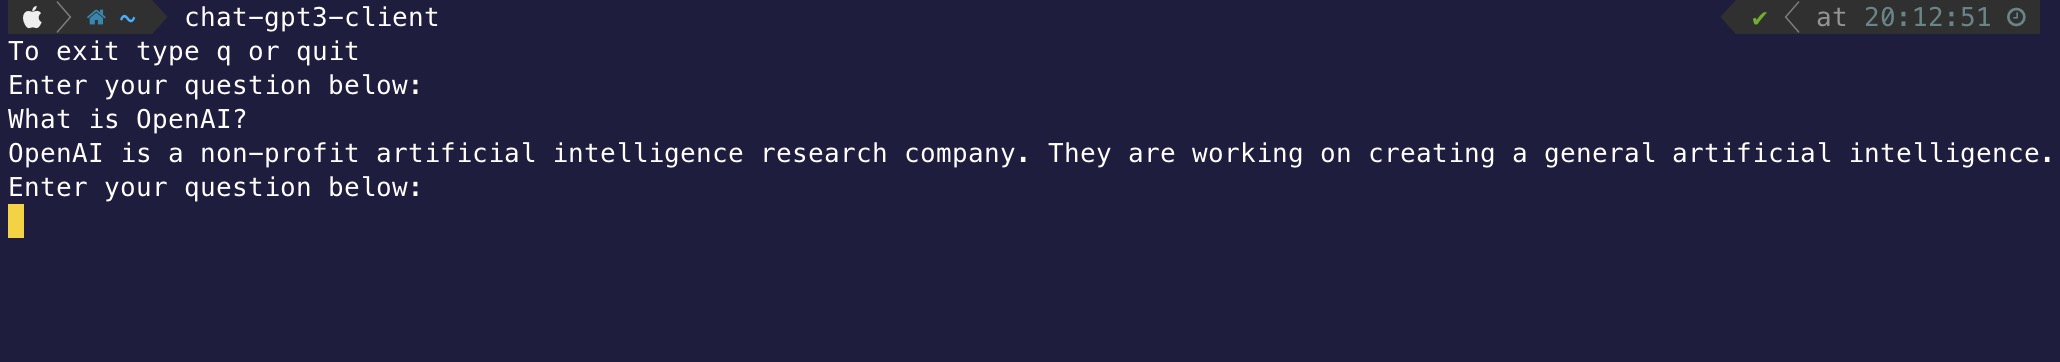 ~ chat-gpt3-client ✔ at 20:12:51
To exit type q or quit
Enter your question below:
What is OpenAI?
OpenAI is a non-profit artificial intelligence research company. They are working on creating a general artificial intelligence.
Enter your question below: